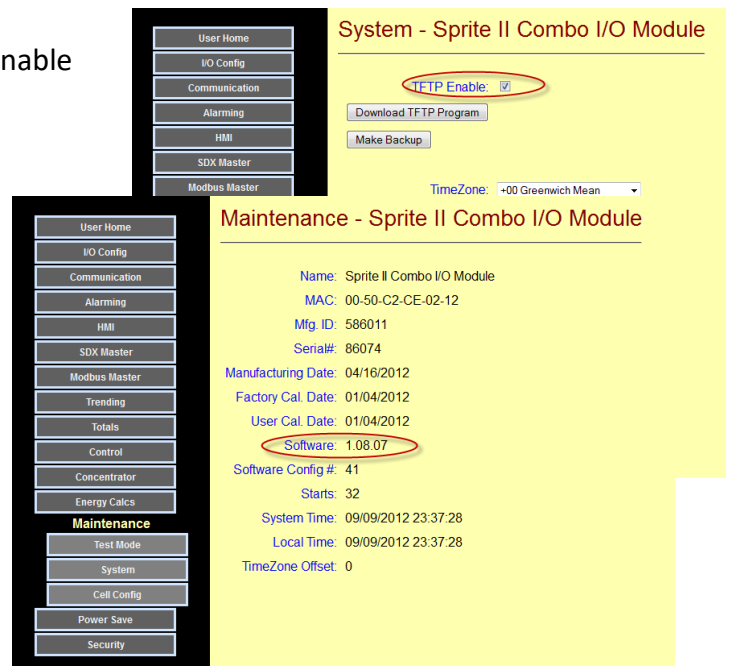 nable
System - Sprite II Combo I/O Module
User Home
I/O Config
Communication
Alarming
HMI
SDX Master
Modbus Master
TFTP Enable:
Download TFTP Program
Make Backup
TimeZone: +00 Greenwich Mean
Maintenance - Sprite II Combo I/O Module
User Home
I/O Config
Communication
Alarming
HMI
SDX Master
Modbus Master
Trending
Totals
Control
Concentrator
Energy Calcs
Maintenance
Test Mode
System
Cell Config
Power Save
Security
Name: Sprite II Combo I/O Module
MAC: 00-50-C2-CE-02-12
Mfg. ID: 586011
Serial#: 86074
Manufacturing Date: 04/16/2012
Factory Cal. Date: 01/04/2012
User Cal. Date: 01/04/2012
Software: 1.08.07
Software Config #: 41
Starts: 32
System Time: 09/09/2012 23:37:28
Local Time: 09/09/2012 23:37:28
TimeZone Offset: 0